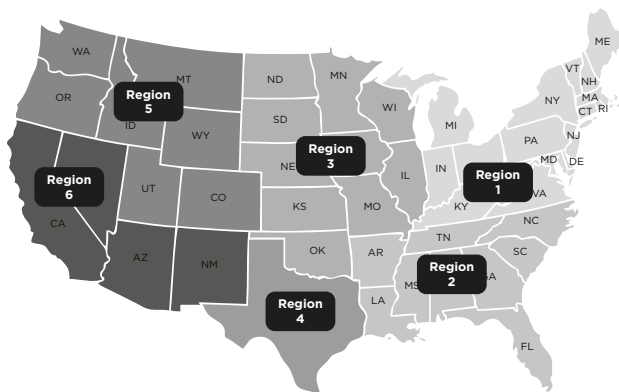 ME
WA
VT
MT
ND
MN
NH
OR
MA
NY
WI
RI
CT
Region
5
SD
MI
ID
PA
NJ
WY
Region
3
MD
DE
NE
IL
IN
Region
1
Region
6
UT
CO
VA
KS
MO
KY
CA
NC
TN
OK
AR
SC
AZ
NM
Region
2
MS
GA
Region
4
LA
FL